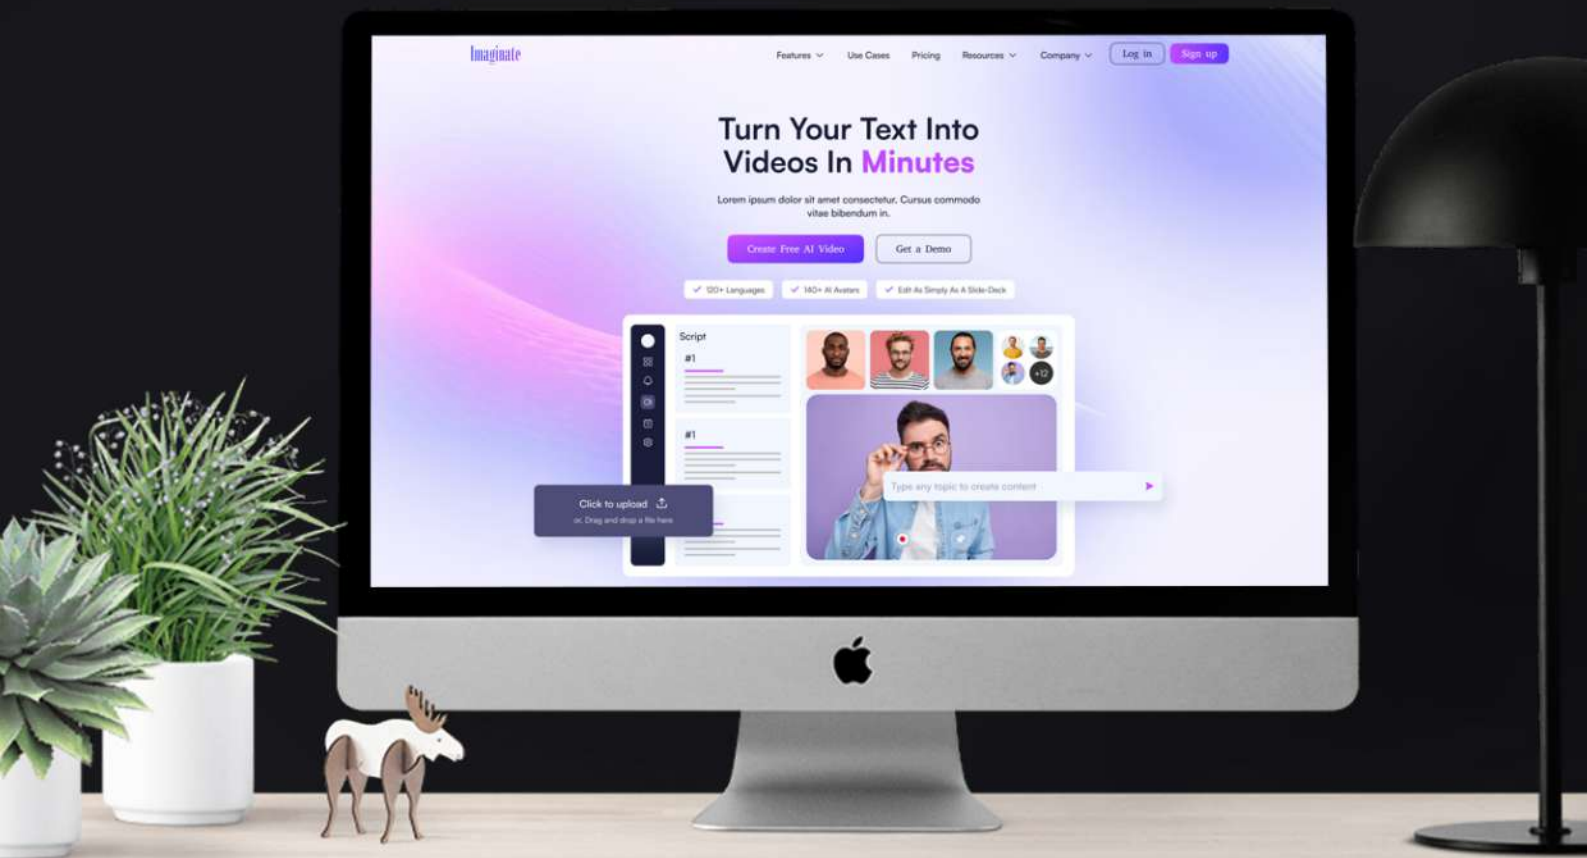 Imaginate
Features
Use Cases
Pricing
Resources
Company
Log in
Sign up
Turn Your Text Into
Videos In Minutes
Lorem ipsum dolor sit amet consectetur. Cursus commodo
vitae bibendum in.
Create Free AI Video
Get a Demo
120+ Languages
140+ AI Avatars
Edit As Simply As A Slide-Deck
Script
#1
+12
#1
Type any topic to create content
Click to upload
or, Drag and drop a file here